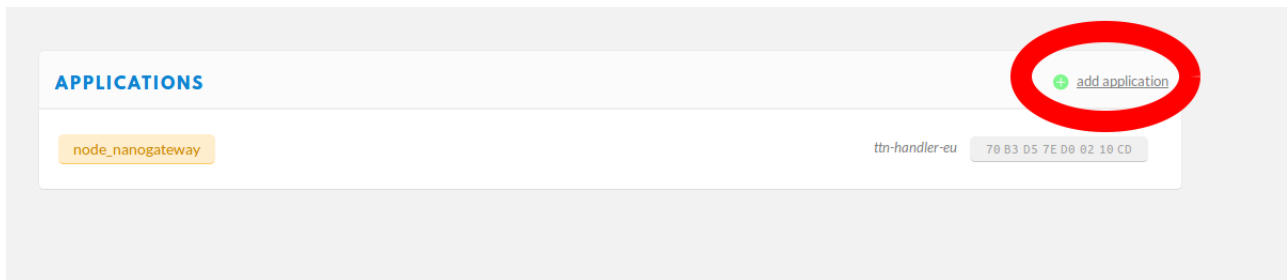 APPLICATIONS
add application
node_nanogateway ttn-handler-eu 70 B3 D5 7E D0 02 10 CD